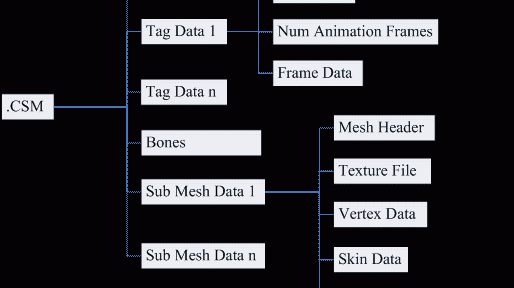 Tag Data 1
Num Animation Frames
Frame Data
Tag Data n
.CSM
Bones
Mesh Header
Texture File
Sub Mesh Data 1
Vertex Data
Sub Mesh Data n
Skin Data